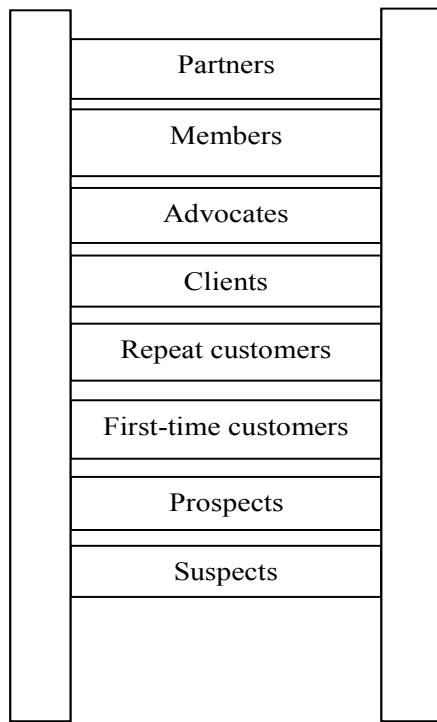 Partners
Members
Advocates
Clients
Repeat customers
First-time customers
Prospects
Suspects